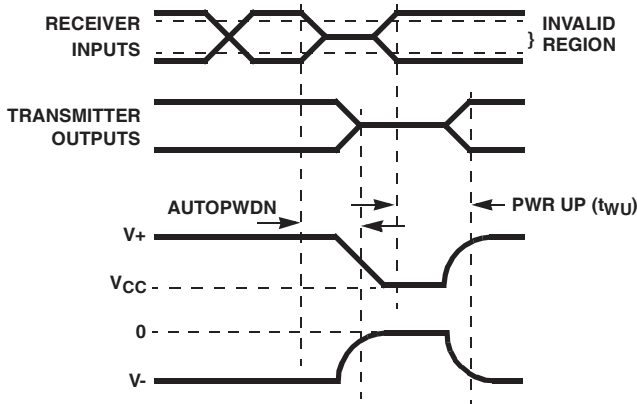 RECEIVER
INPUTS
}
INVALID
REGION
TRANSMITTER
OUTPUTS
AUTOPWDN
PWR UP (tWU)
V+
VCC
0
V-